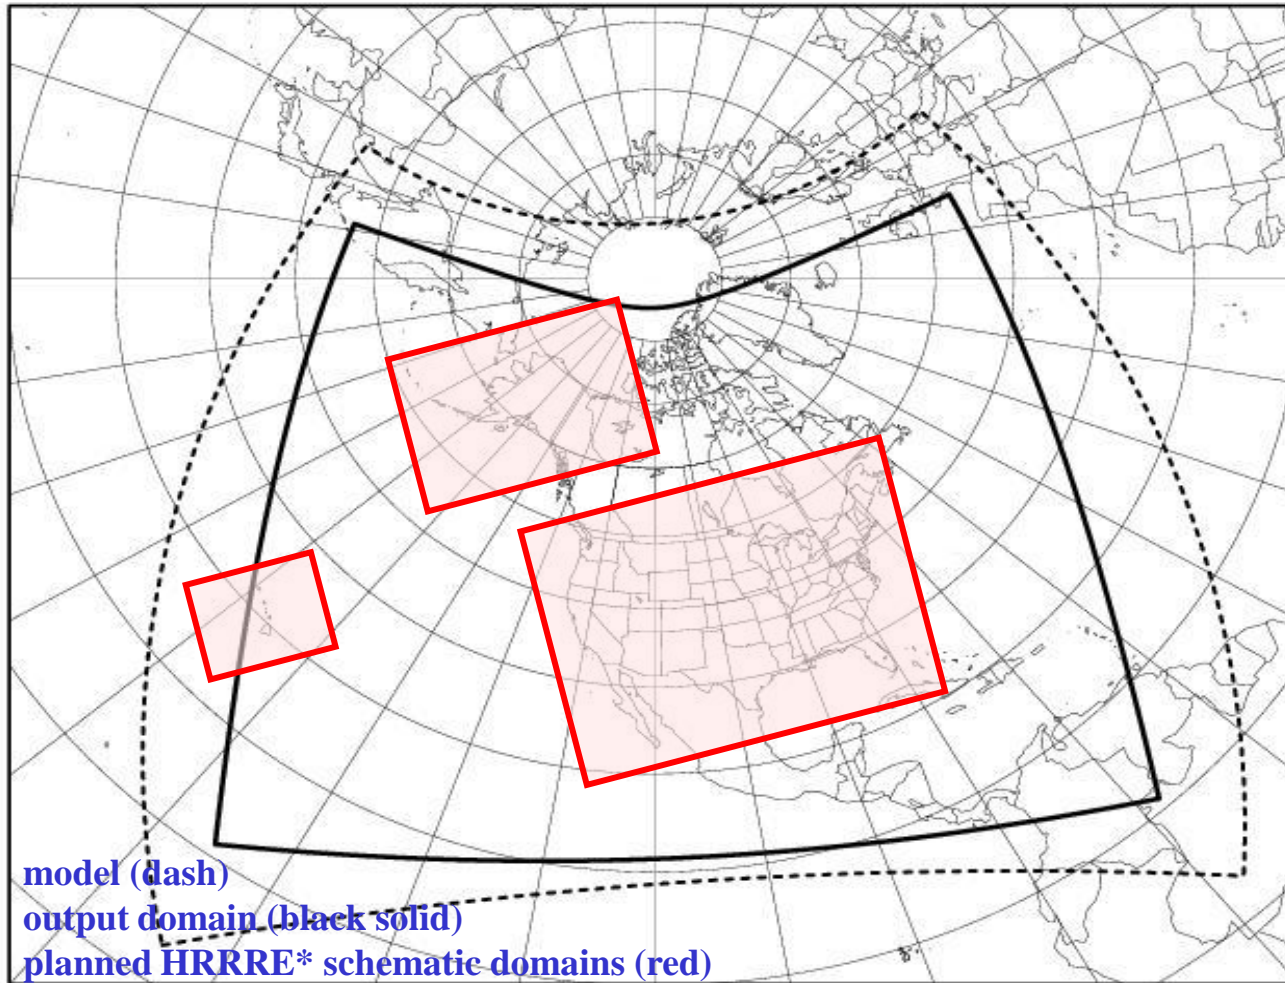 model (dash)
output domain (black solid)
planned HRRRE* schematic domains (red)